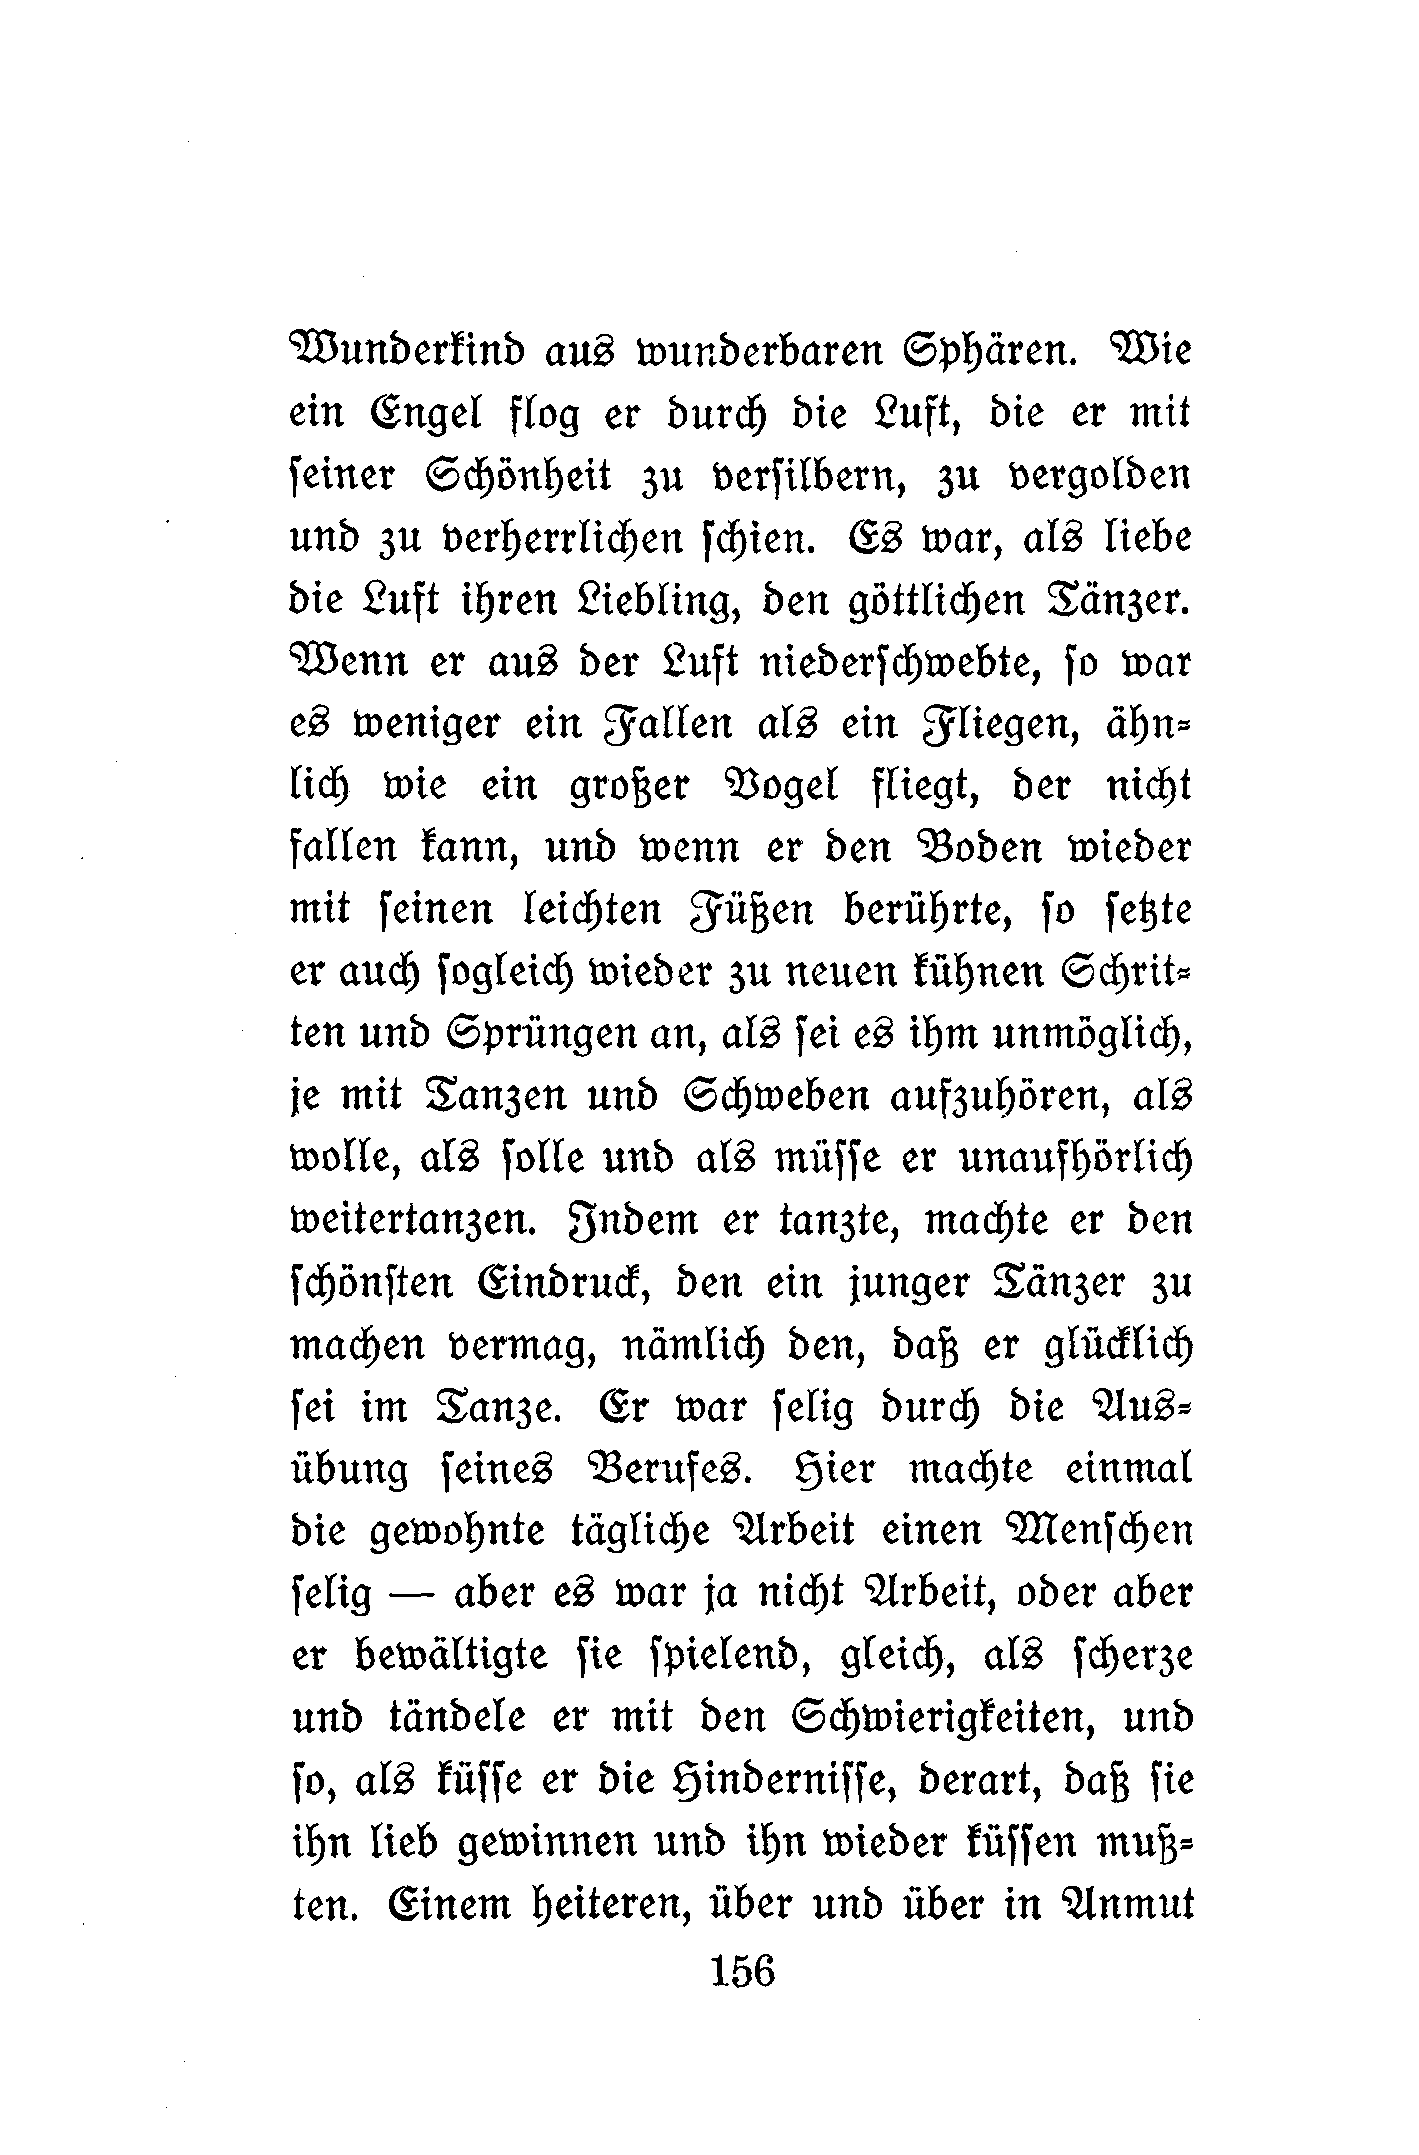 Wunderkind aus wunderbaren Sphären. Wie
ein Engel flog er durch die Luft, die er mit
seiner Schönheit zu versilbern, zu vergolden
und zu verherrlichen schien. Es war, als liebe
die Luft ihren Liebling, den göttlichen Tänzer.
Wenn er aus der Luft niederschwebte, so war
es weniger ein Fallen als ein Fliegen, ähn-
lich wie ein großer Vogel fliegt, der nicht
fallen kann, und wenn er den Boden wieder
mit seinen leichten Füßen berührte, so setzte
er auch sogleich wieder zu neuen kühnen Schrit-
ten und Sprüngen an, als sei es ihm unmöglich,
je mit Tanzen und Schweben aufzuhören, als
wolle, als solle und als müsse er unaufhörlich
weitertanzen. Indem er tanzte, machte er den
schönsten Eindruck, den ein junger Tänzer zu
machen vermag, nämlich den, daß er glücklich
sei im Tanze. Er war selig durch die Aus-
übung seines Berufes. Hier machte einmal
die gewohnte tägliche Arbeit einen Menschen
selig — aber es war ja nicht Arbeit, oder aber
er bewältigte sie spielend, gleich, als scherze
und tändele er mit den Schwierigkeiten, und
so, als küsse er die Hindernisse, derart, daß sie
ihn lieb gewinnen und ihn wieder küssen muß-
ten. Einem heiteren, über und über in Anmut
156